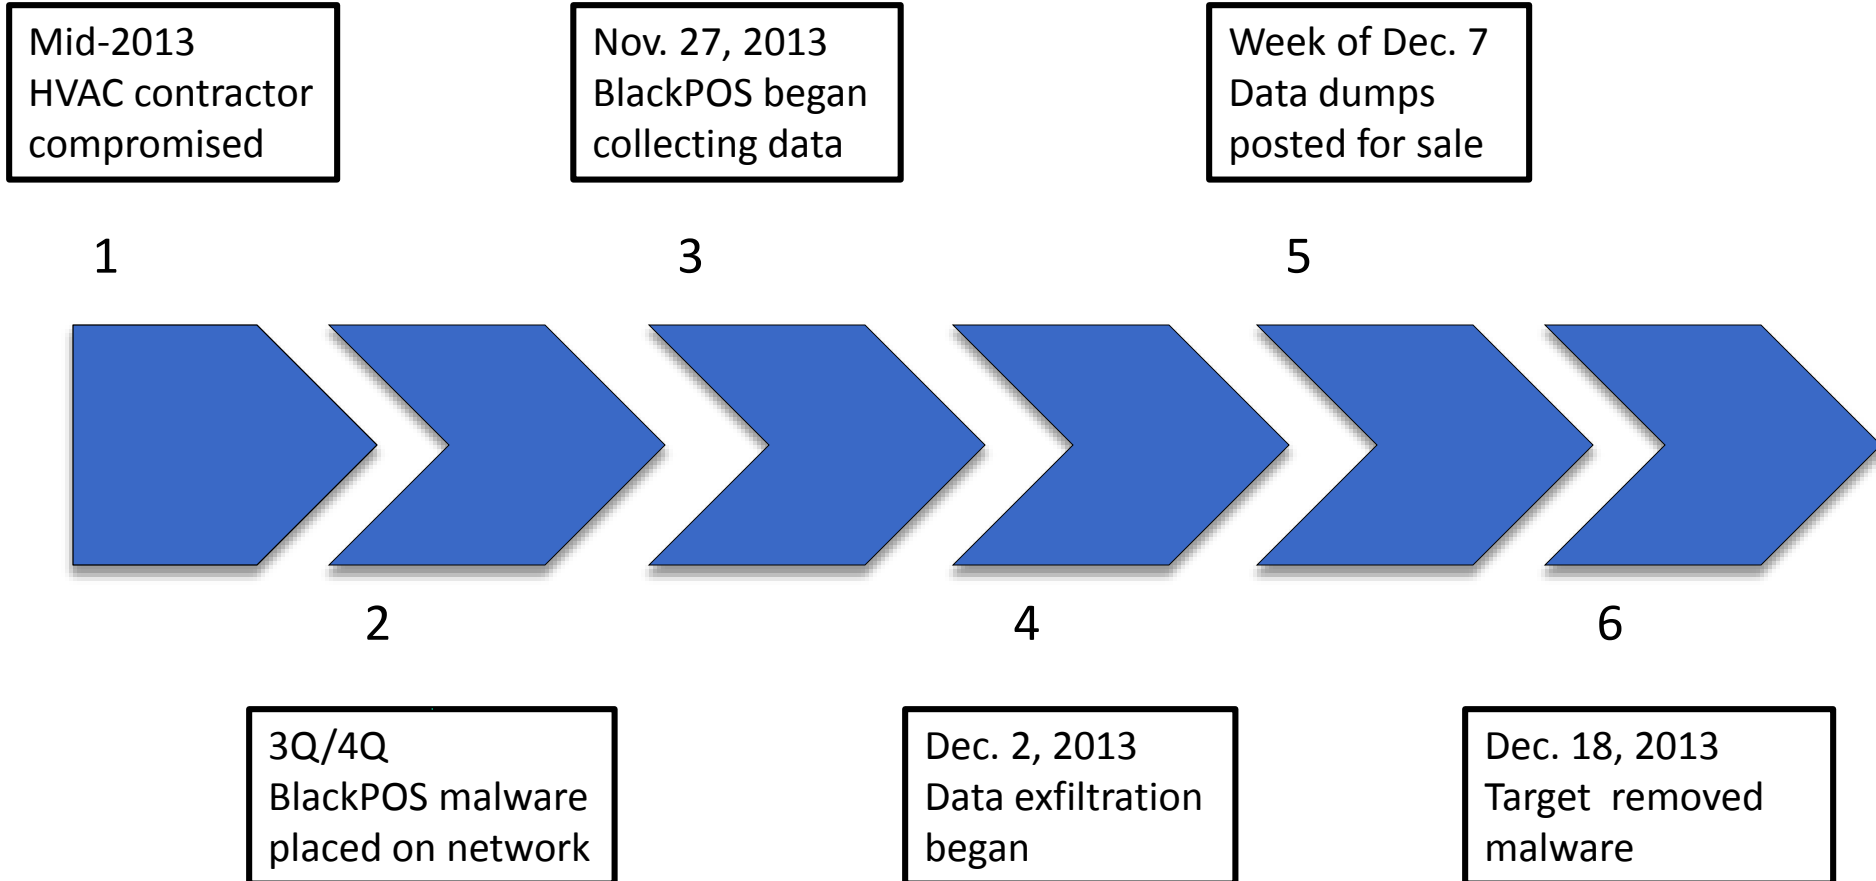 Mid-2013
HVAC contractor
compromised
Nov. 27, 2013
BlackPOS began
collecting data
Week of Dec. 7
Data dumps
posted for sale
1
3
5
2
4
6
3Q/4Q
BlackPOS malware
placed on network
Dec. 2, 2013
Data exfiltration
began
Dec. 18, 2013
Target removed
malware